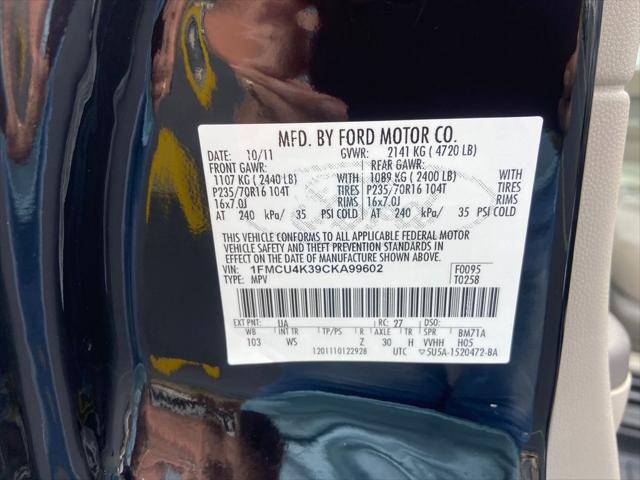 MFD. BY FORD MOTOR CO.
DATE: 10/11 GVWR: 2141 KG ( 4720 LB)
FRONT GAWR: REAR GAWR:
1107 KG ( 2440 LB) WITH 1089 KG ( 2400 LB) WITH
P235/70R16 104T TIRES P235/70R16 104T TIRES
16x7.0J RIMS 16x7.0J RIMS
AT 240 kPa/ 35 PSI COLD AT 240 kPa/ 35 PSI COLD
THIS VEHICLE CONFORMS TO ALL APPLICABLE FEDERAL MOTOR
VEHICLE SAFETY AND THEFT PREVENTION STANDARDS IN
EFFECT ON THE DATE OF MANUFACTURE SHOWN ABOVE.
VIN: 1FMCU4K39CKA99602 F0095
TYPE: MPV T0258
EXT PNT: UA RC: 27 DSO:
WB INT TR TP/PS R AXLE TR SPR BM71A
103 WS Z 30 H VVHH H05
1201110122928 UTC 5U5A-1520472-BA